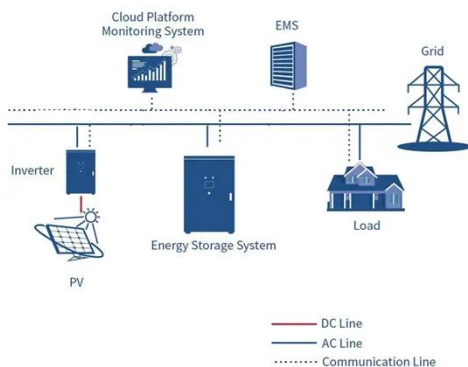 Cloud Platform
Monitoring System
EMS
Grid
Inverter
Energy Storage System
Load
PV
DC Line
AC Line
Communication Line